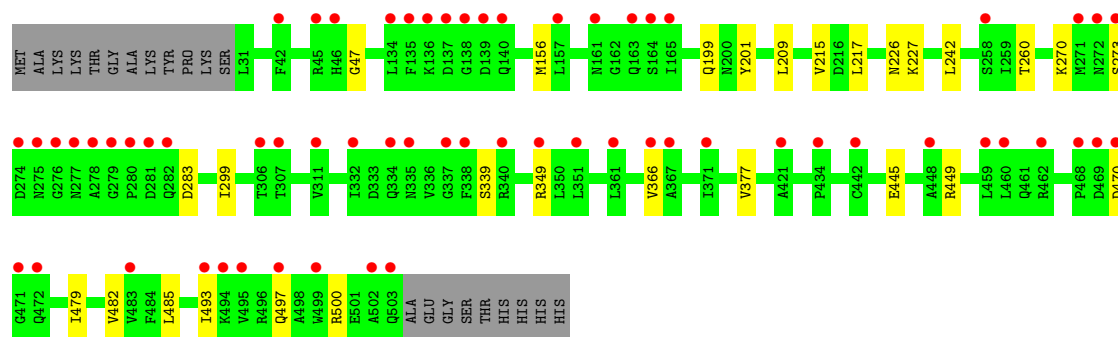 MET ALA LYS LYS THR GLY ALA LYS TYR PRO LYS SER L31 F42 R45 H46 G47 L134 F135 K136 D137 G138 D139 Q140 M156 L157 N161 G162 Q163 S164 I165 Q199 N200 Y201 L209 V215 D216 L217 N226 K227 L242 S258 I259 T260 K270 M271 N272 S273
D274 N275 G276 N277 A278 G279 P280 D281 Q282 D283 I299 T306 T307 V311 I332 D333 Q334 N335 V336 G337 F338 S339 R340 R349 L350 L351 L361 V366 A367 I371 V377 A421 P434 C442 E445 A448 R449 L459 L460 Q461 R462 P468 D469 D470
G471 Q472 I479 V482 V483 F484 L485 I493 K494 V495 R496 Q497 A498 W499 R500 E501 A502 Q503 ALA GLU GLY SER THR HIS HIS HIS HIS